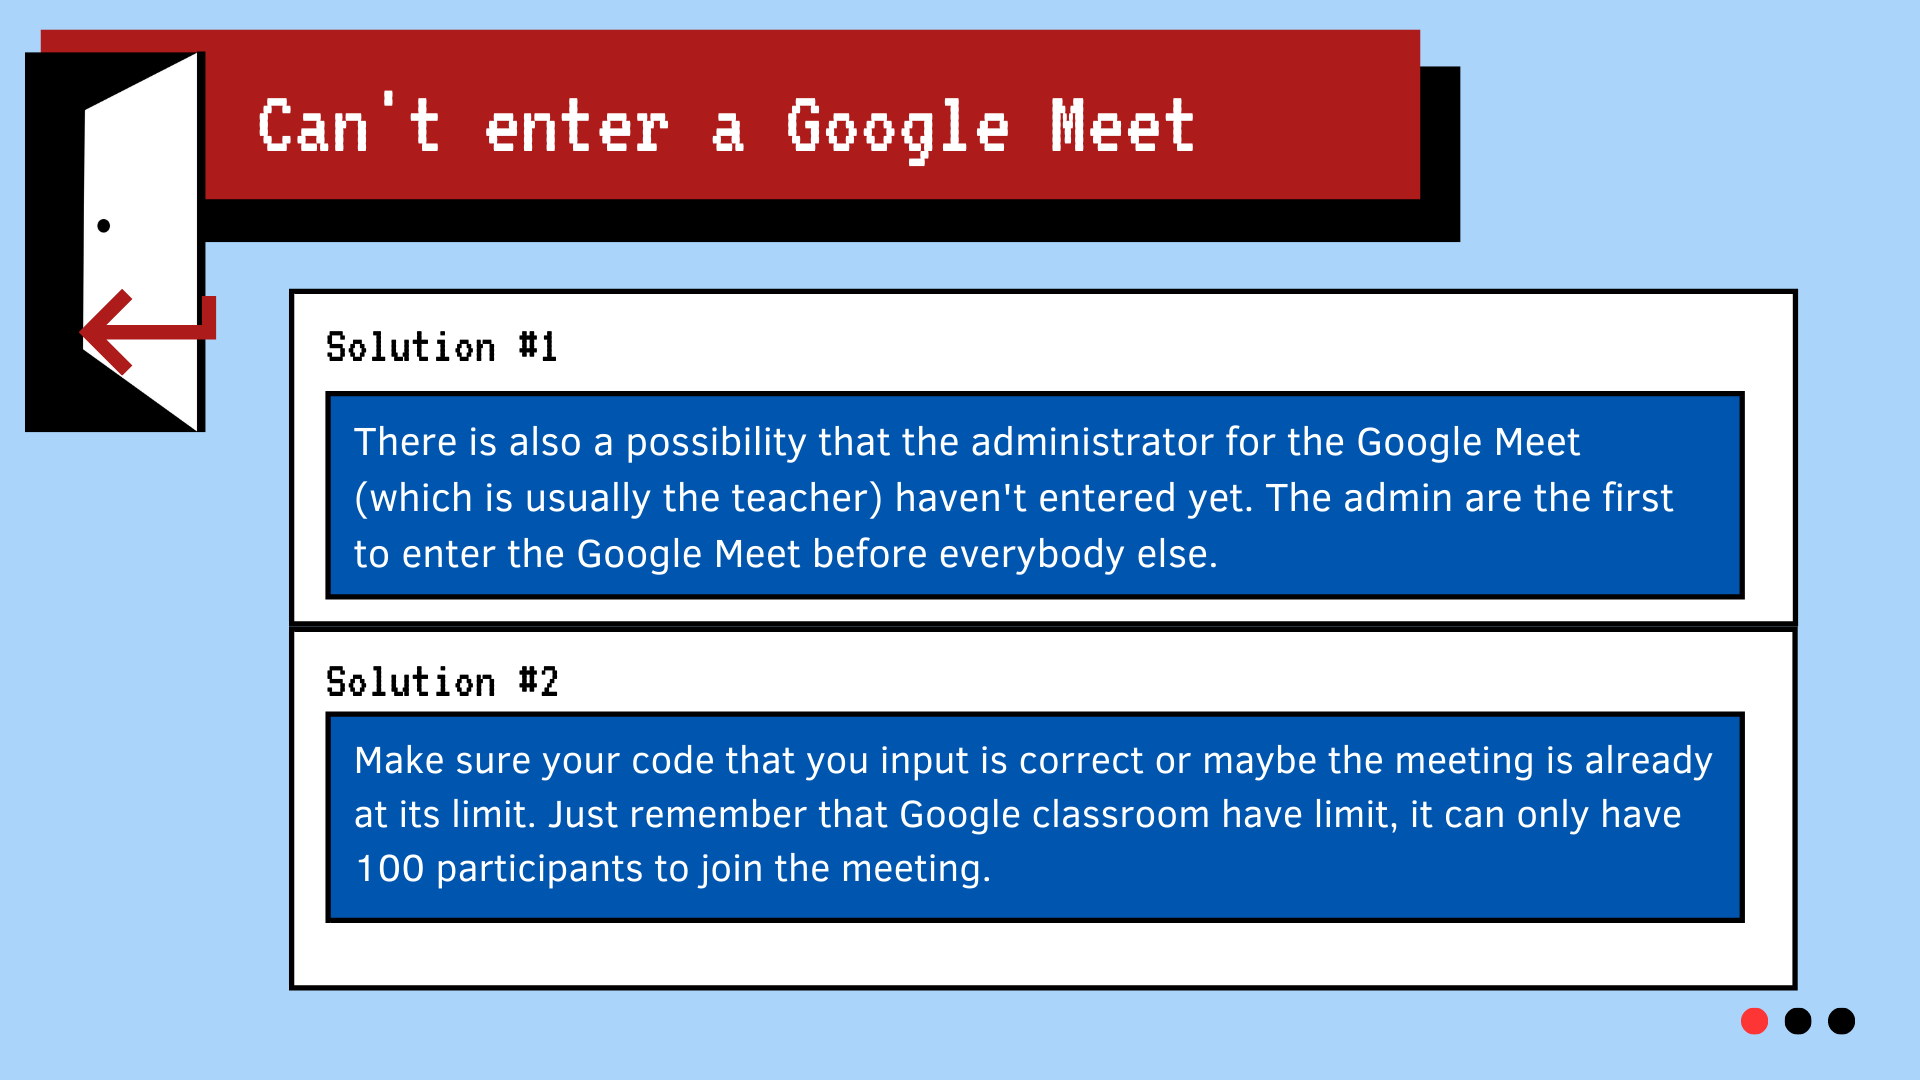 Can't enter a Google Meet
Solution #1
There is also a possibility that the administrator for the Google Meet
(which is usually the teacher) haven't entered yet. The admin are the first
to enter the Google Meet before everybody else.
Solution #2
Make sure your code that you input is correct or maybe the meeting is already
at its limit. Just remember that Google classroom have limit, it can only have
100 participants to join the meeting.